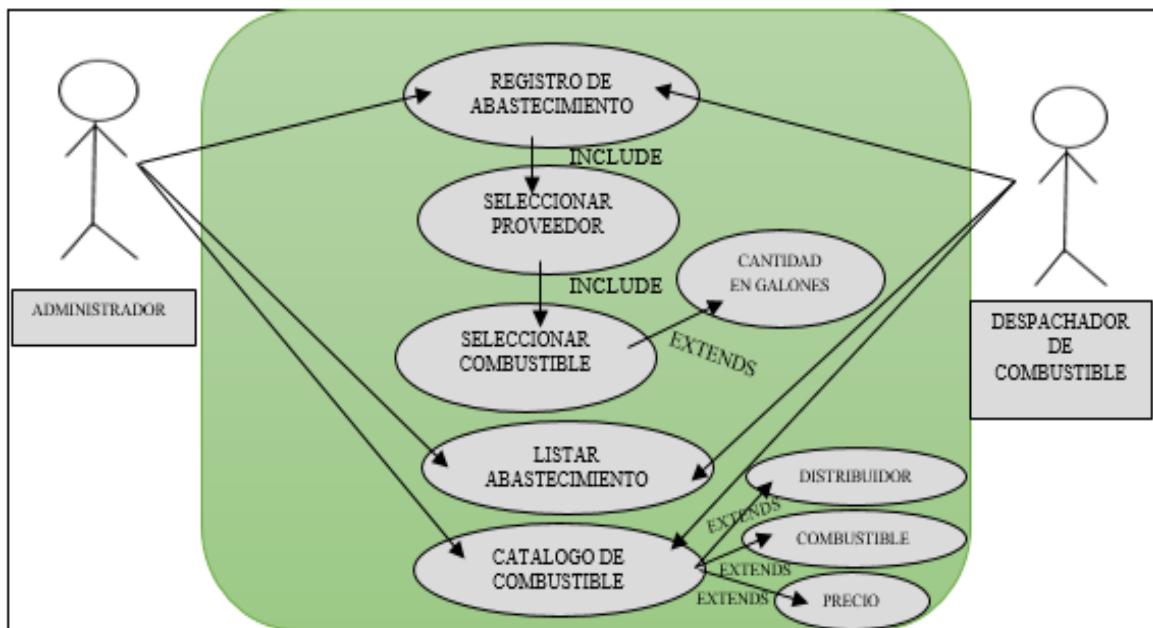 REGISTRO DE
ABASTECIMIENTO
INCLUDE
SELECCIONAR
PROVEEDOR
INCLUDE
CANTIDAD
EN GALONES
ADMINISTRADOR
SELECCIONAR
COMBUSTIBLE
EXTENDS
DESPACHADOR
DE
COMBUSTIBLE
LISTAR
ABASTECIMIENTO
DISTRIBUIDOR
EXTENDS
COMBUSTIBLE
CATALOGO DE
COMBUSTIBLE
EXTENDS
EXTENDS
PRECIO